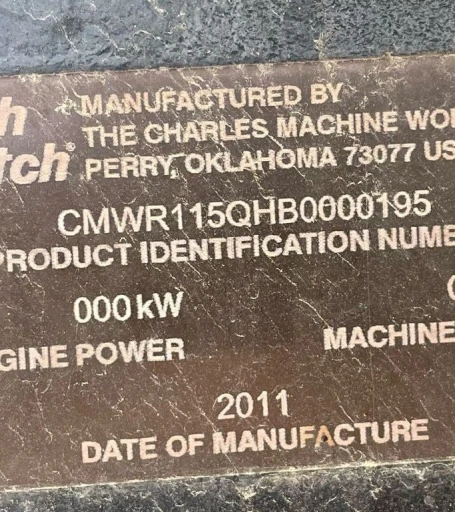 h MANUFACTURED BY
tch® THE CHARLES MACHINE WO
PERRY, OKLAHOMA 73077 US
CMWR115QHB0000195
PRODUCT IDENTIFICATION NUMB
000 kW
GINE POWER MACHINE
2011
DATE OF MANUFACTURE